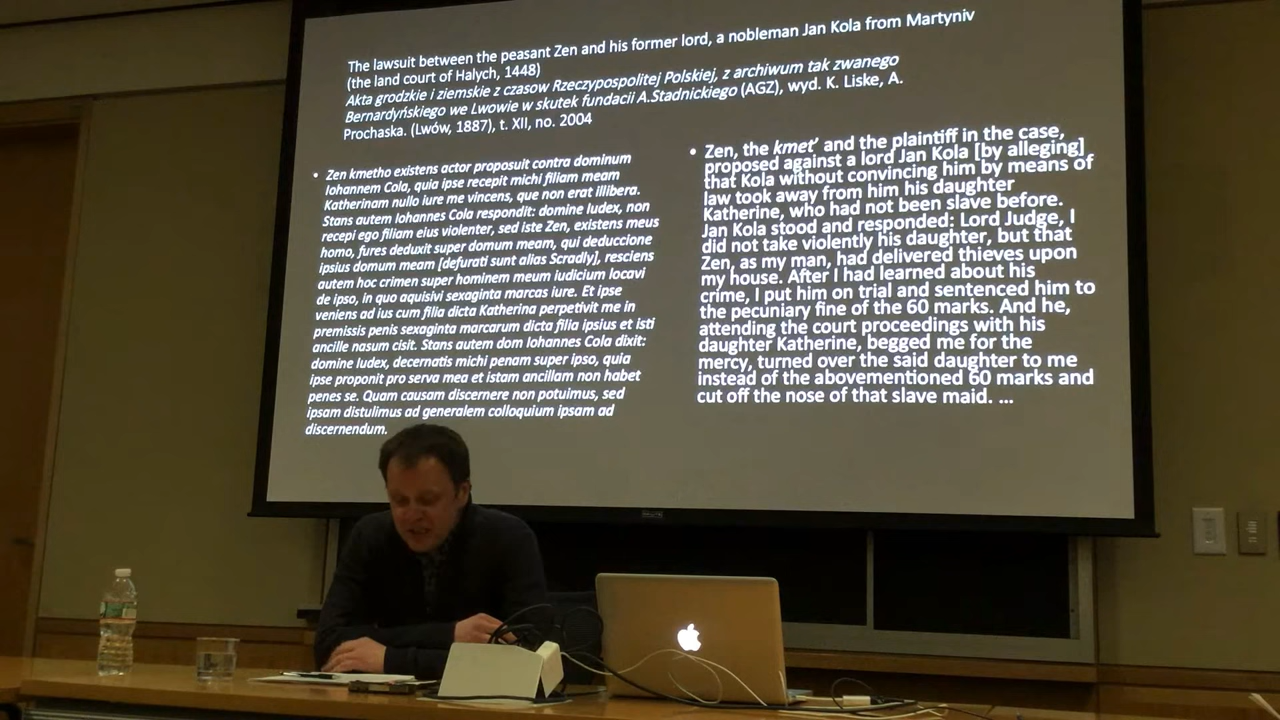 The lawsuit between the peasant Zen and his former lord, a nobleman Jan Kola from Martyniv
(the land court of Halych, 1448)
Akta grodzkie i ziemskie z czasow Rzeczypospolitej Polskiej, z archiwum tak zwanego
Bernardyńskiego we Lwowie w skutek fundacii A.Stadnickiego (AGZ), wyd. K. Liske, A.
Prochaska. (Lwów, 1887), t. XII, no. 2004
• Zen kmetho existens actor proposuit contra dominum
Iohannem Cola, quia ipse recepit michi filiam meam
Katherinam nullo iure me vincens, que non erat illibera.
Stans autem Iohannes Cola respondit: domine Iudex, non
recepi ego filiam eius violenter, sed iste Zen, existens meus
homo, fures deduxit super domum meam, qui deduccione
ipsius domum meam [defurati sunt alias Scradly], resciens
autem hoc crimen super hominem meum iudicium locavi
de ipso, in quo aquisivi sexaginta marcas iure. Et ipse
veniens ad ius cum filia dicta Katherina perpetivit me in
premissis penis sexaginta marcarum dicta filia ipsius et isti
ancille nasum cisit. Stans autem dom Iohannes Cola dixit:
domine Iudex, decernatis michi penam super ipso, quia
ipse proponit pro serva mea et istam ancillam non habet
penes se. Quam causam discernere non potuimus, sed
ipsam distulimus ad generalem colloquium ipsam ad
discernendum.
• Zen, the kmet’ and the plaintiff in the case,
proposed against a lord Jan Kola [by alleging]
that Kola without convincing him by means of
law took away from him his daughter
Katherine, who had not been slave before.
Jan Kola stood and responded: Lord Judge, I
did not take violently his daughter, but that
Zen, as my man, had delivered thieves upon
my house. After I had learned about his
crime, I put him on trial and sentenced him to
the pecuniary fine of the 60 marks. And he,
attending the court proceedings with his
daughter Katherine, begged me for the
mercy, turned over the said daughter to me
instead of the abovementioned 60 marks and
cut off the nose of that slave maid. ...